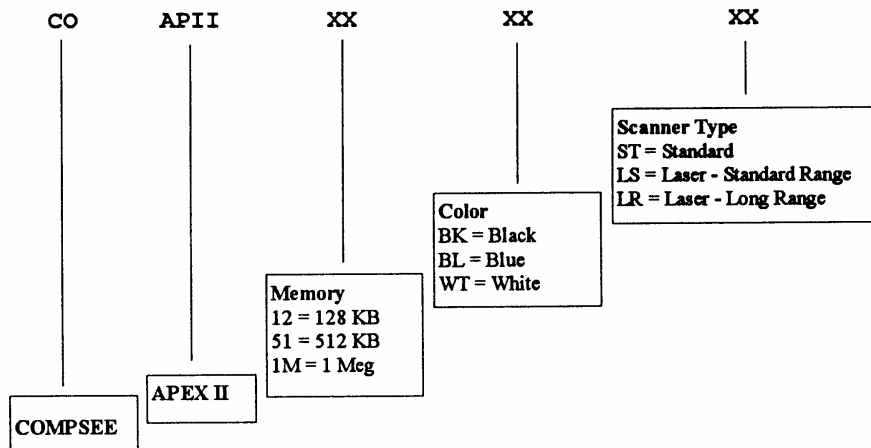 CO APII XX XX XX
Scanner Type
ST = Standard
LS = Laser - Standard Range
LR = Laser - Long Range
Color
BK = Black
BL = Blue
WT = White
Memory
12 = 128 KB
51 = 512 KB
1M = 1 Meg
APEX II
COMPSEE